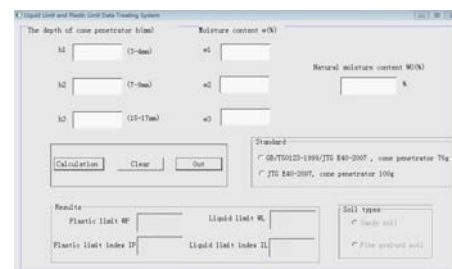 Liquid Limit and Plastic Limit Data Treating System
The depth of cone penetrator h(mm)
Moisture content w(%)
h1 (3-4mm) w1
Natural moisture content W0(%)
h2 (7-9mm) w2 %
h3 (15-17mm) w3
Standard
GB/T50123-1999/JTG E40-2007 , cone penetrator 76g
JTG E40-2007, cone penetrator 100g
Calculation Clear Out
Results
Plastic limit WP Liquid limit WL
Plastic limit index IP Liquid limit index IL
Soil types
Sandy soil
Fine grained soil